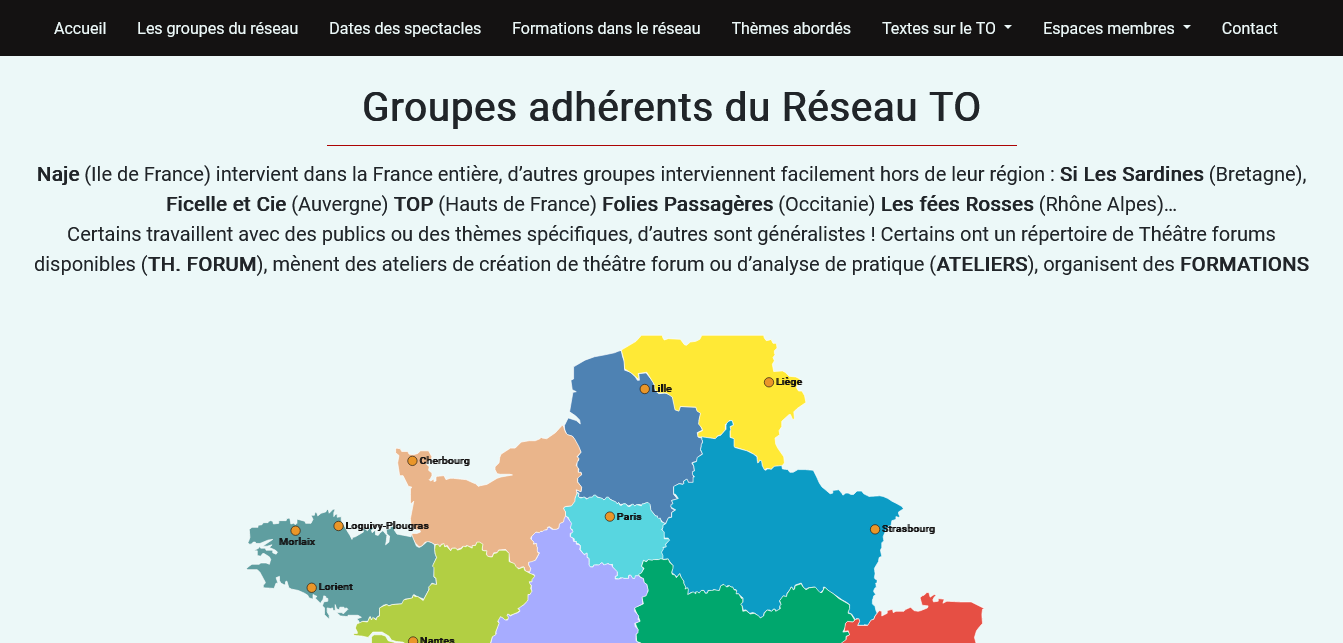 Accueil Les groupes du réseau Dates des spectacles Formations dans le réseau Thèmes abordés Textes sur le TO Espaces membres Contact
Groupes adhérents du Réseau TO
Naje (Ile de France) intervient dans la France entière, d’autres groupes interviennent facilement hors de leur région : Si Les Sardines (Bretagne),
Ficelle et Cie (Auvergne) TOP (Hauts de France) Folies Passagères (Occitanie) Les fées Rosses (Rhône Alpes)…
Certains travaillent avec des publics ou des thèmes spécifiques, d’autres sont généralistes ! Certains ont un répertoire de Théâtre forums
disponibles (TH. FORUM), mènent des ateliers de création de théâtre forum ou d’analyse de pratique (ATELIERS), organisent des FORMATIONS
Lille
Liège
Cherbourg
Paris
Loguivy-Plougras
Strasbourg
Morlaix
Lorient
Nantes